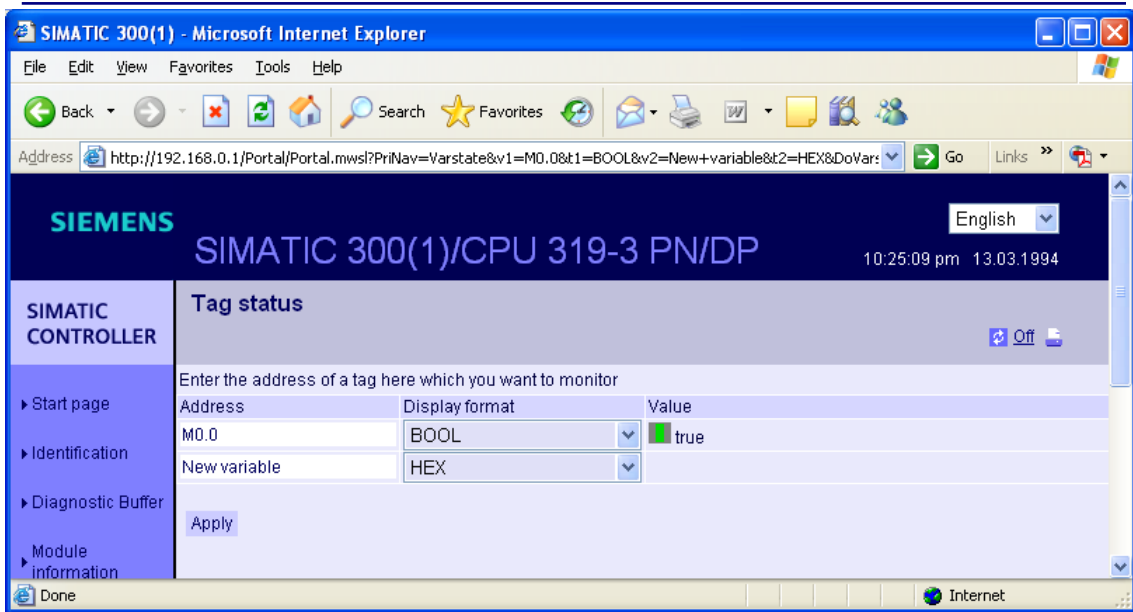 SIMATIC 300(1) - Microsoft Internet Explorer
File Edit View Favorites Tools Help
Back Search Favorites
Address http://192.168.0.1/Portal/Portal.mwsl?PriNav=Varstate&v1=M0.0&t1=BOOL&v2=New+variable&t2=HEX&DoVar Go Links »
SIEMENS
English
SIMATIC 300(1)/CPU 319-3 PN/DP
10:25:09 pm 13.03.1994
SIMATIC
CONTROLLER
Tag status
Off
Enter the address of a tag here which you want to monitor
Start page
Address Display format Value
M0.0 BOOL true
Identification
New variable HEX
Diagnostic Buffer
Apply
Module
information
Done Internet